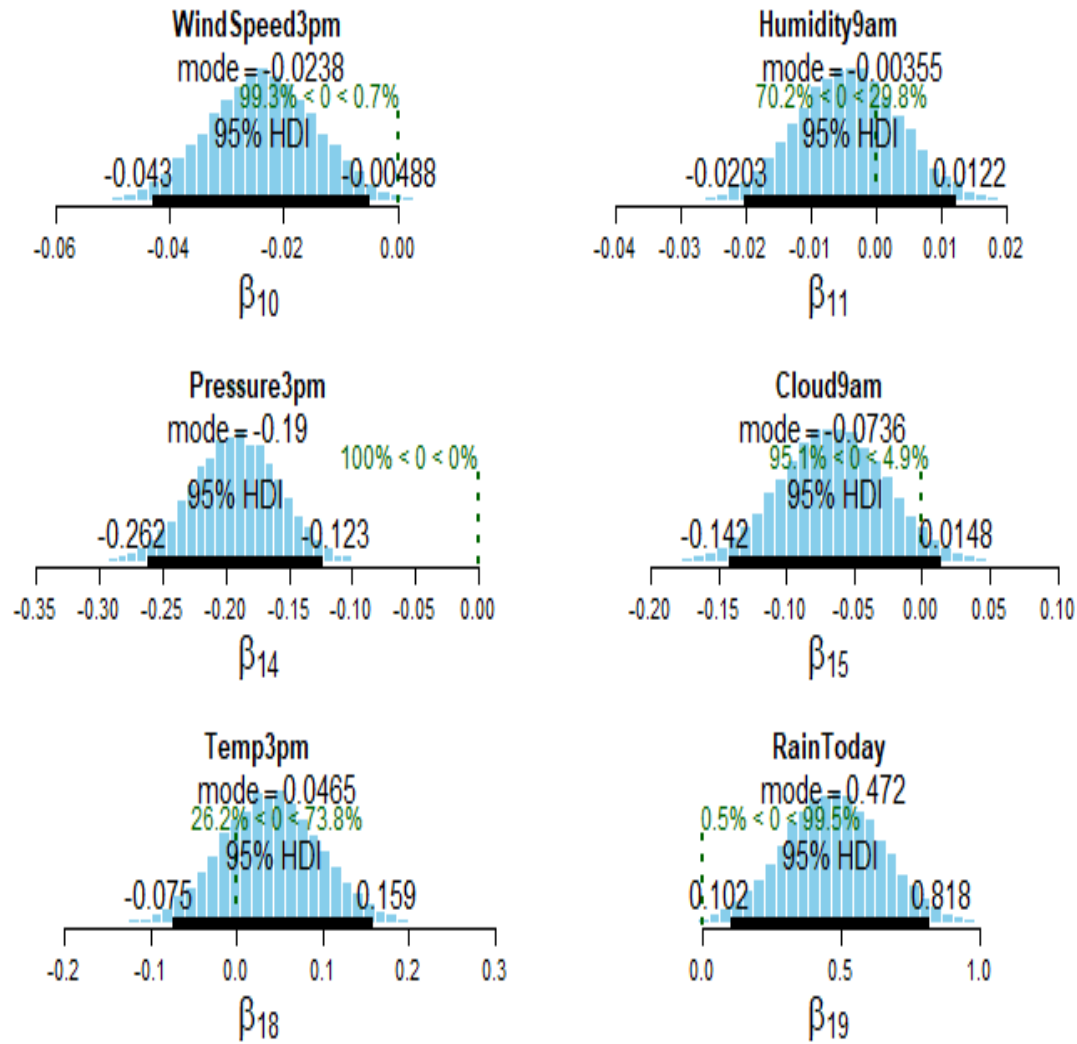 WindSpeed3pm
mode = -0.0238
99.3% < 0 < 0.7%
95% HDI
-0.043 -0.00488
-0.06 -0.04 -0.02 0.00
β10
Humidity9am
mode = -0.00355
70.2% < 0 < 29.8%
95% HDI
-0.0203 0.0122
-0.04 -0.03 -0.02 -0.01 0.00 0.01 0.02
β11
Pressure3pm
mode = -0.19
100% < 0 < 0%
95% HDI
-0.262 -0.123
-0.35 -0.30 -0.25 -0.20 -0.15 -0.10 -0.05 0.00
β14
Cloud9am
mode = -0.0736
95.1% < 0 < 4.9%
95% HDI
-0.142 0.0148
-0.20 -0.15 -0.10 -0.05 0.00 0.05 0.10
β15
Temp3pm
mode = 0.0465
26.2% < 0 < 73.8%
95% HDI
-0.075 0.159
-0.2 -0.1 0.0 0.1 0.2 0.3
β18
RainToday
mode = 0.472
0.5% < 0 < 99.5%
95% HDI
0.102 0.818
0.0 0.5 1.0
β19